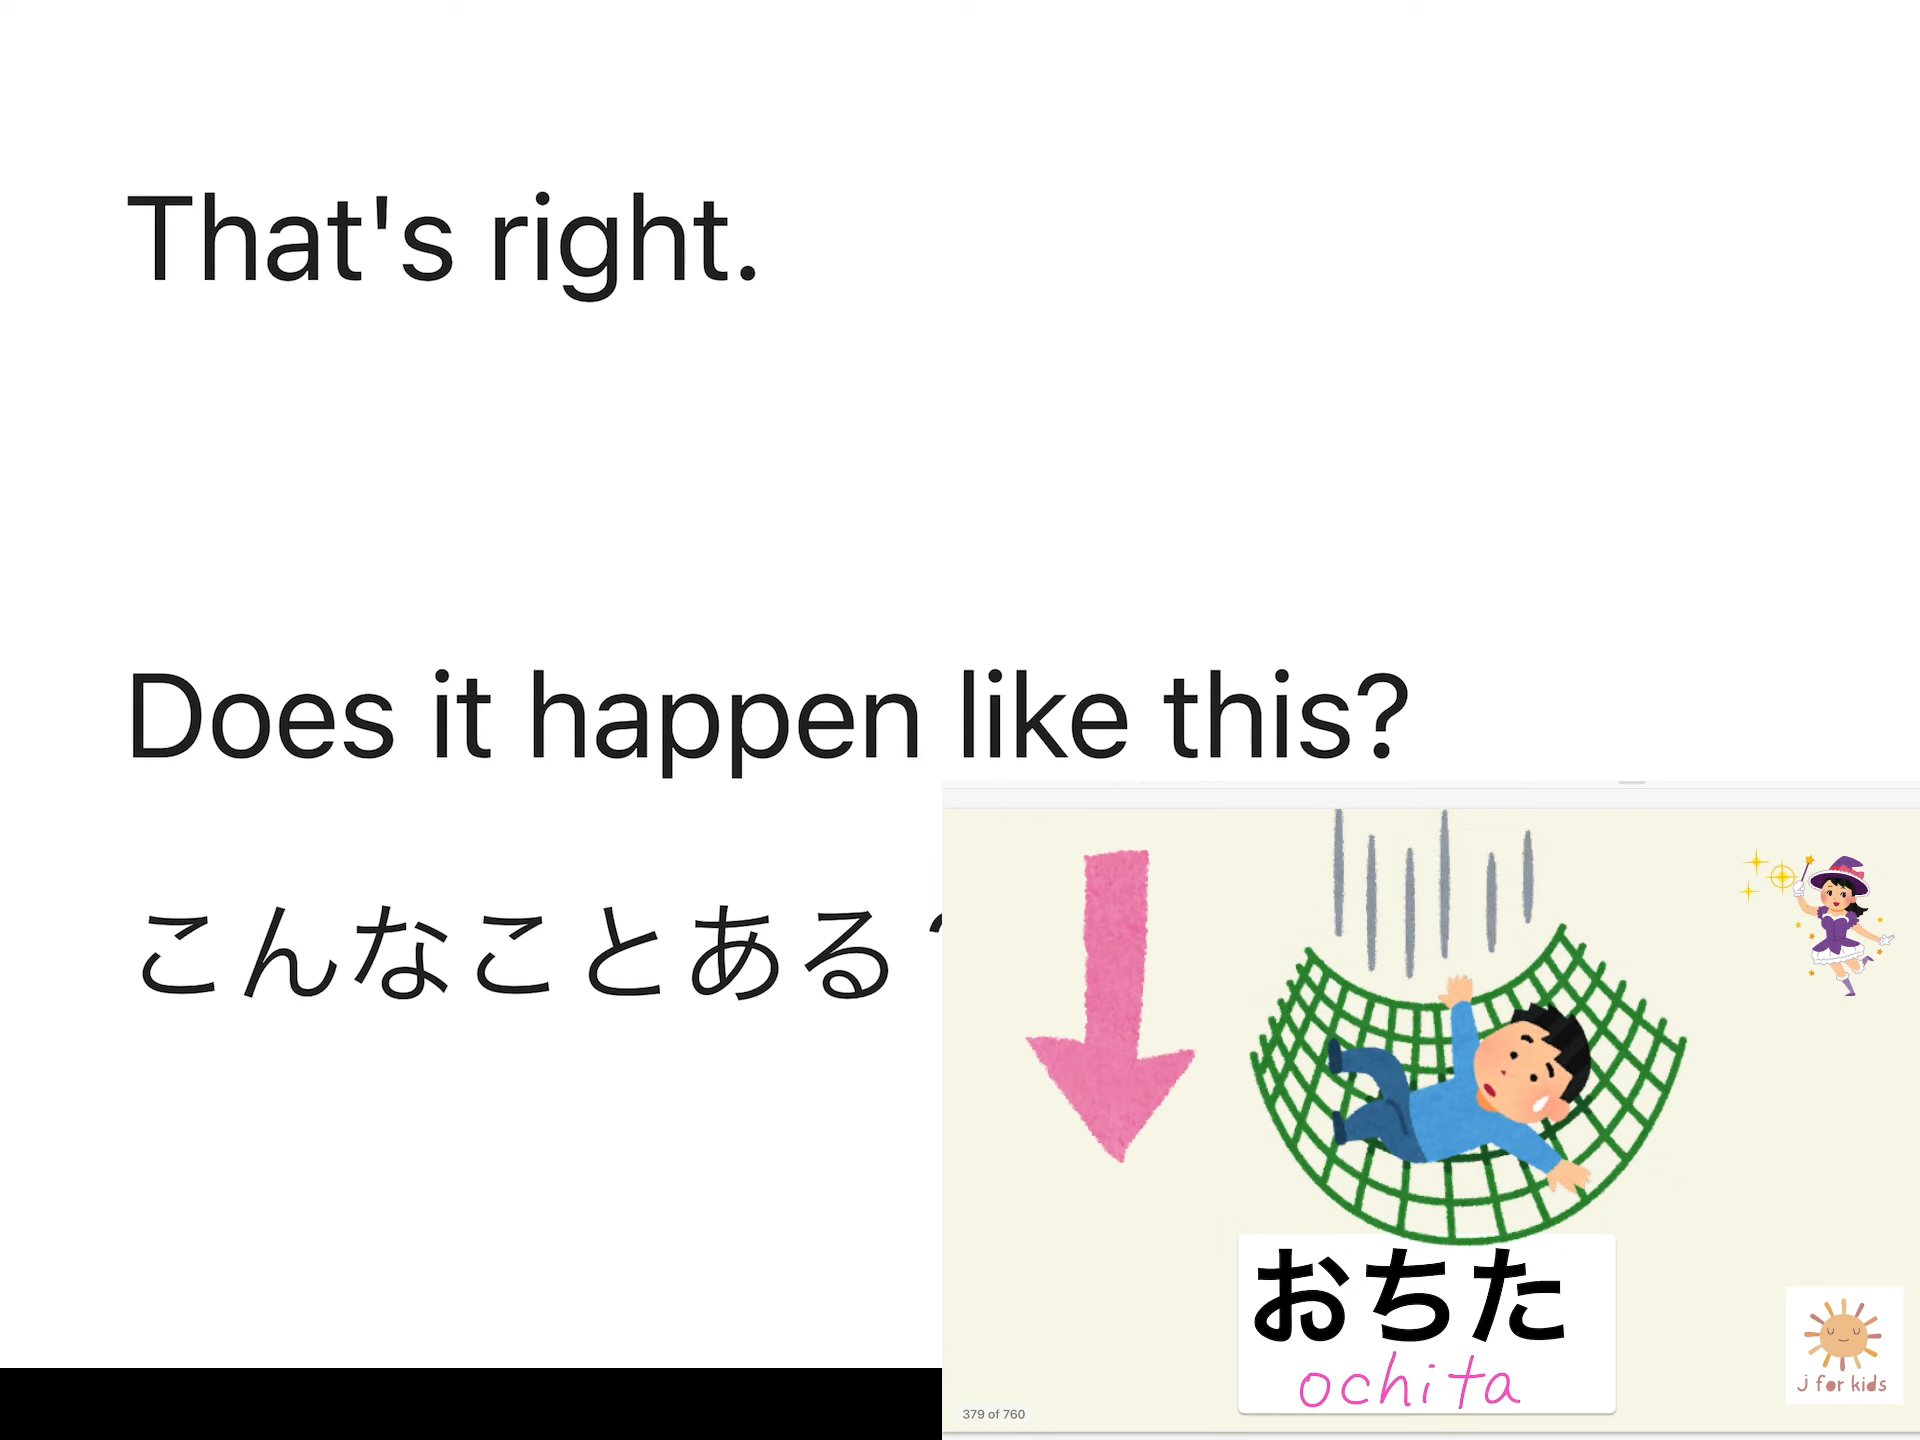 That's right.
Does it happen like this?
こんなことある？
おちた
ochita
379 of 760
j for kids